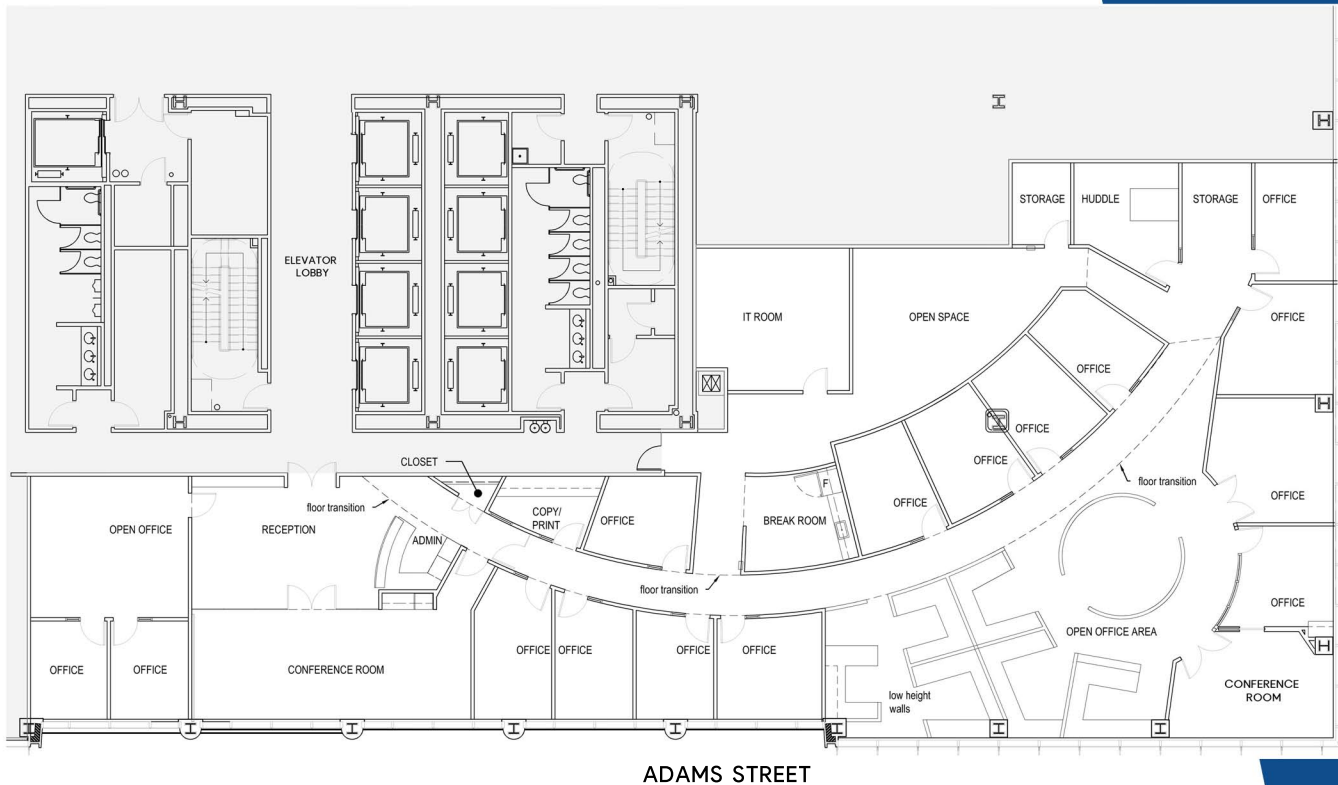 STORAGE
HUDDLE
STORAGE
OFFICE
ELEVATOR
LOBBY
IT ROOM
OPEN SPACE
OFFICE
OFFICE
OFFICE
OFFICE
OFFICE
CLOSET
floor transition
floor transition
OPEN OFFICE
RECEPTION
ADMIN
COPY/
PRINT
OFFICE
BREAK ROOM
F
OFFICE
floor transition
OFFICE
OPEN OFFICE AREA
OFFICE
OFFICE
CONFERENCE ROOM
OFFICE
OFFICE
OFFICE
OFFICE
low height
walls
CONFERENCE
ROOM
ADAMS STREET